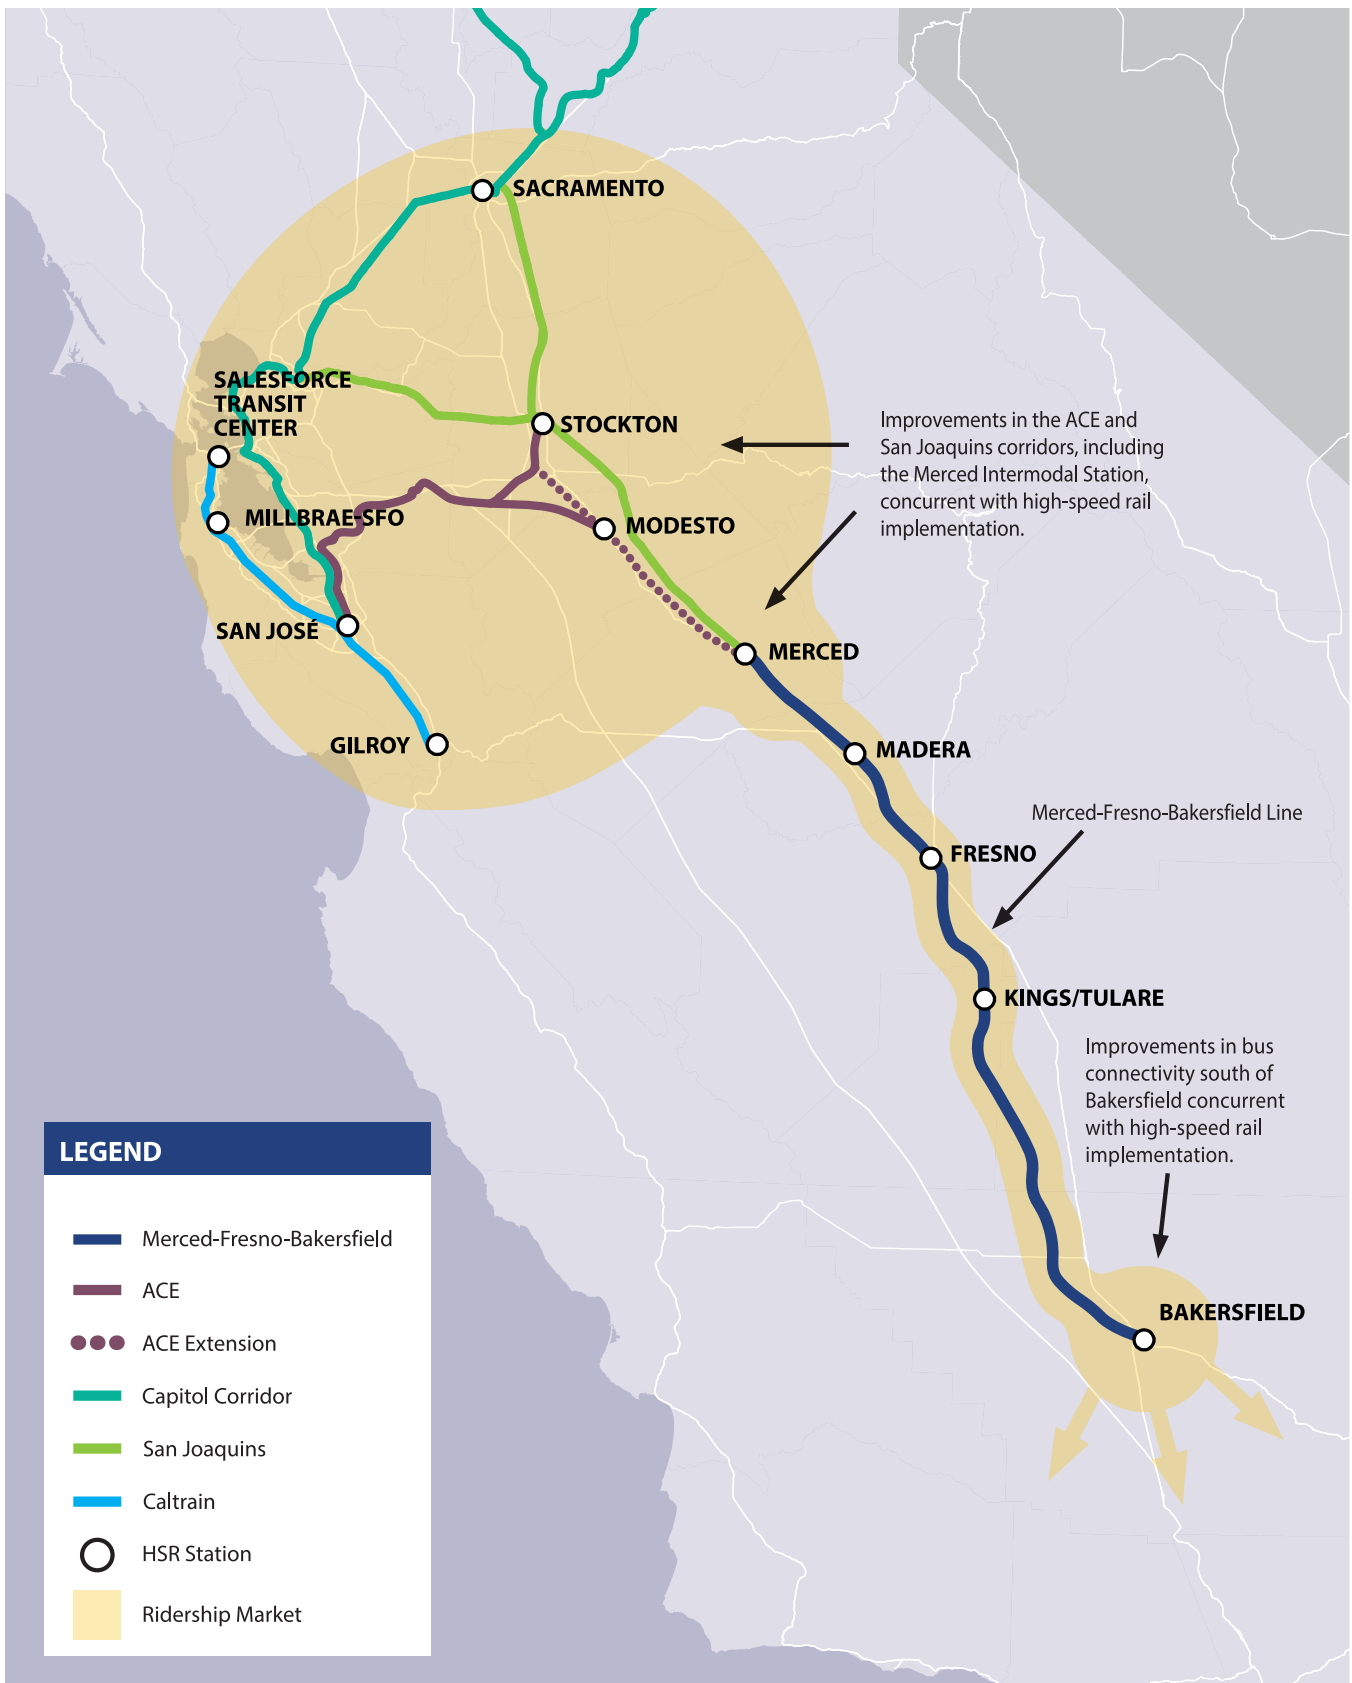 SACRAMENTO
SALESFORCE
TRANSIT
CENTER
STOCKTON
Improvements in the ACE and
San Joaquins corridors, including
the Merced Intermodal Station,
concurrent with high-speed rail
implementation.
MILLBRAE-SFO
MODESTO
SAN JOSÉ
MERCED
GILROY
MADERA
Merced-Fresno-Bakersfield Line
FRESNO
KINGS/TULARE
Improvements in bus
connectivity south of
Bakersfield concurrent
with high-speed rail
implementation.
BAKERSFIELD
LEGEND
Merced-Fresno-Bakersfield
ACE
ACE Extension
Capitol Corridor
San Joaquins
Caltrain
HSR Station
Ridership Market